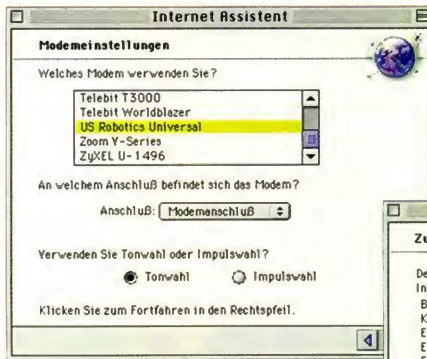 Internet Assistent
Modemeinstellungen
Welches Modem werwenden Sie?
Telebit T3000
Telebit Worldblazer
US Robotics Universal
Zoom Y-Series
ZyXEL U-1496
An welchem Anschluß befindet sich das Modem?
Anschluß: Modemanschluß
Verwenden Sie Tonwahl oder Impulswahl?
Tonwahl Impulswahl
Klicken Sie zum Fortfahren in den Rechtspfeil.
Zu
De
In
B
K
E
E